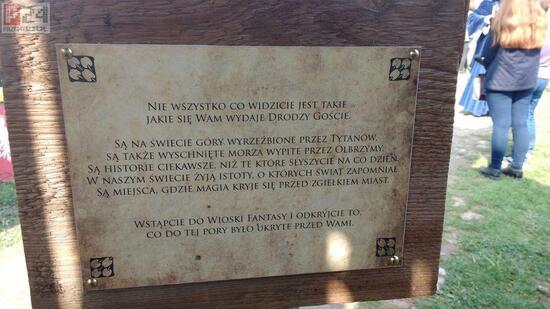 P24
NIE WSZYSTKO CO WIDZICIE JEST TAKIE
JAKIE SIĘ WAM WYDAJE DRODZY GOŚCIE.
SĄ NA ŚWIECIE GÓRY WYRZEŹBIONE PRZEZ TYTANÓW.
SĄ TAKŻE WYSCHNIĘTE MORZA WYPITE PRZEZ OLBRZYMY.
SĄ HISTORIE CIEKAWSZE, NIŻ TE KTÓRE SŁYSZYCIE NA CO DZIEŃ.
W NASZYM ŚWIECIE ŻYJĄ ISTOTY, O KTÓRYCH ŚWIAT ZAPOMNIAŁ
SĄ MIEJSCA, GDZIE MAGIA KRYJE SIĘ PRZED ZGIEŁKIEM MIAST.
WSTĄPCIE DO WIOSKI FANTASY I ODKRYJCIE TO,
CO DO TEJ PORY BYŁO UKRYTE PRZED WAMI.